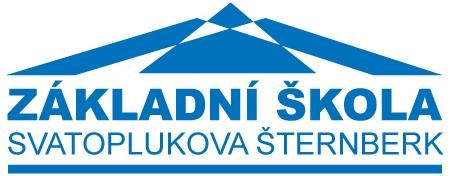 ZÁKLADNÍ ŠKOLA
SVATOPLUKOVA ŠTERNBERK